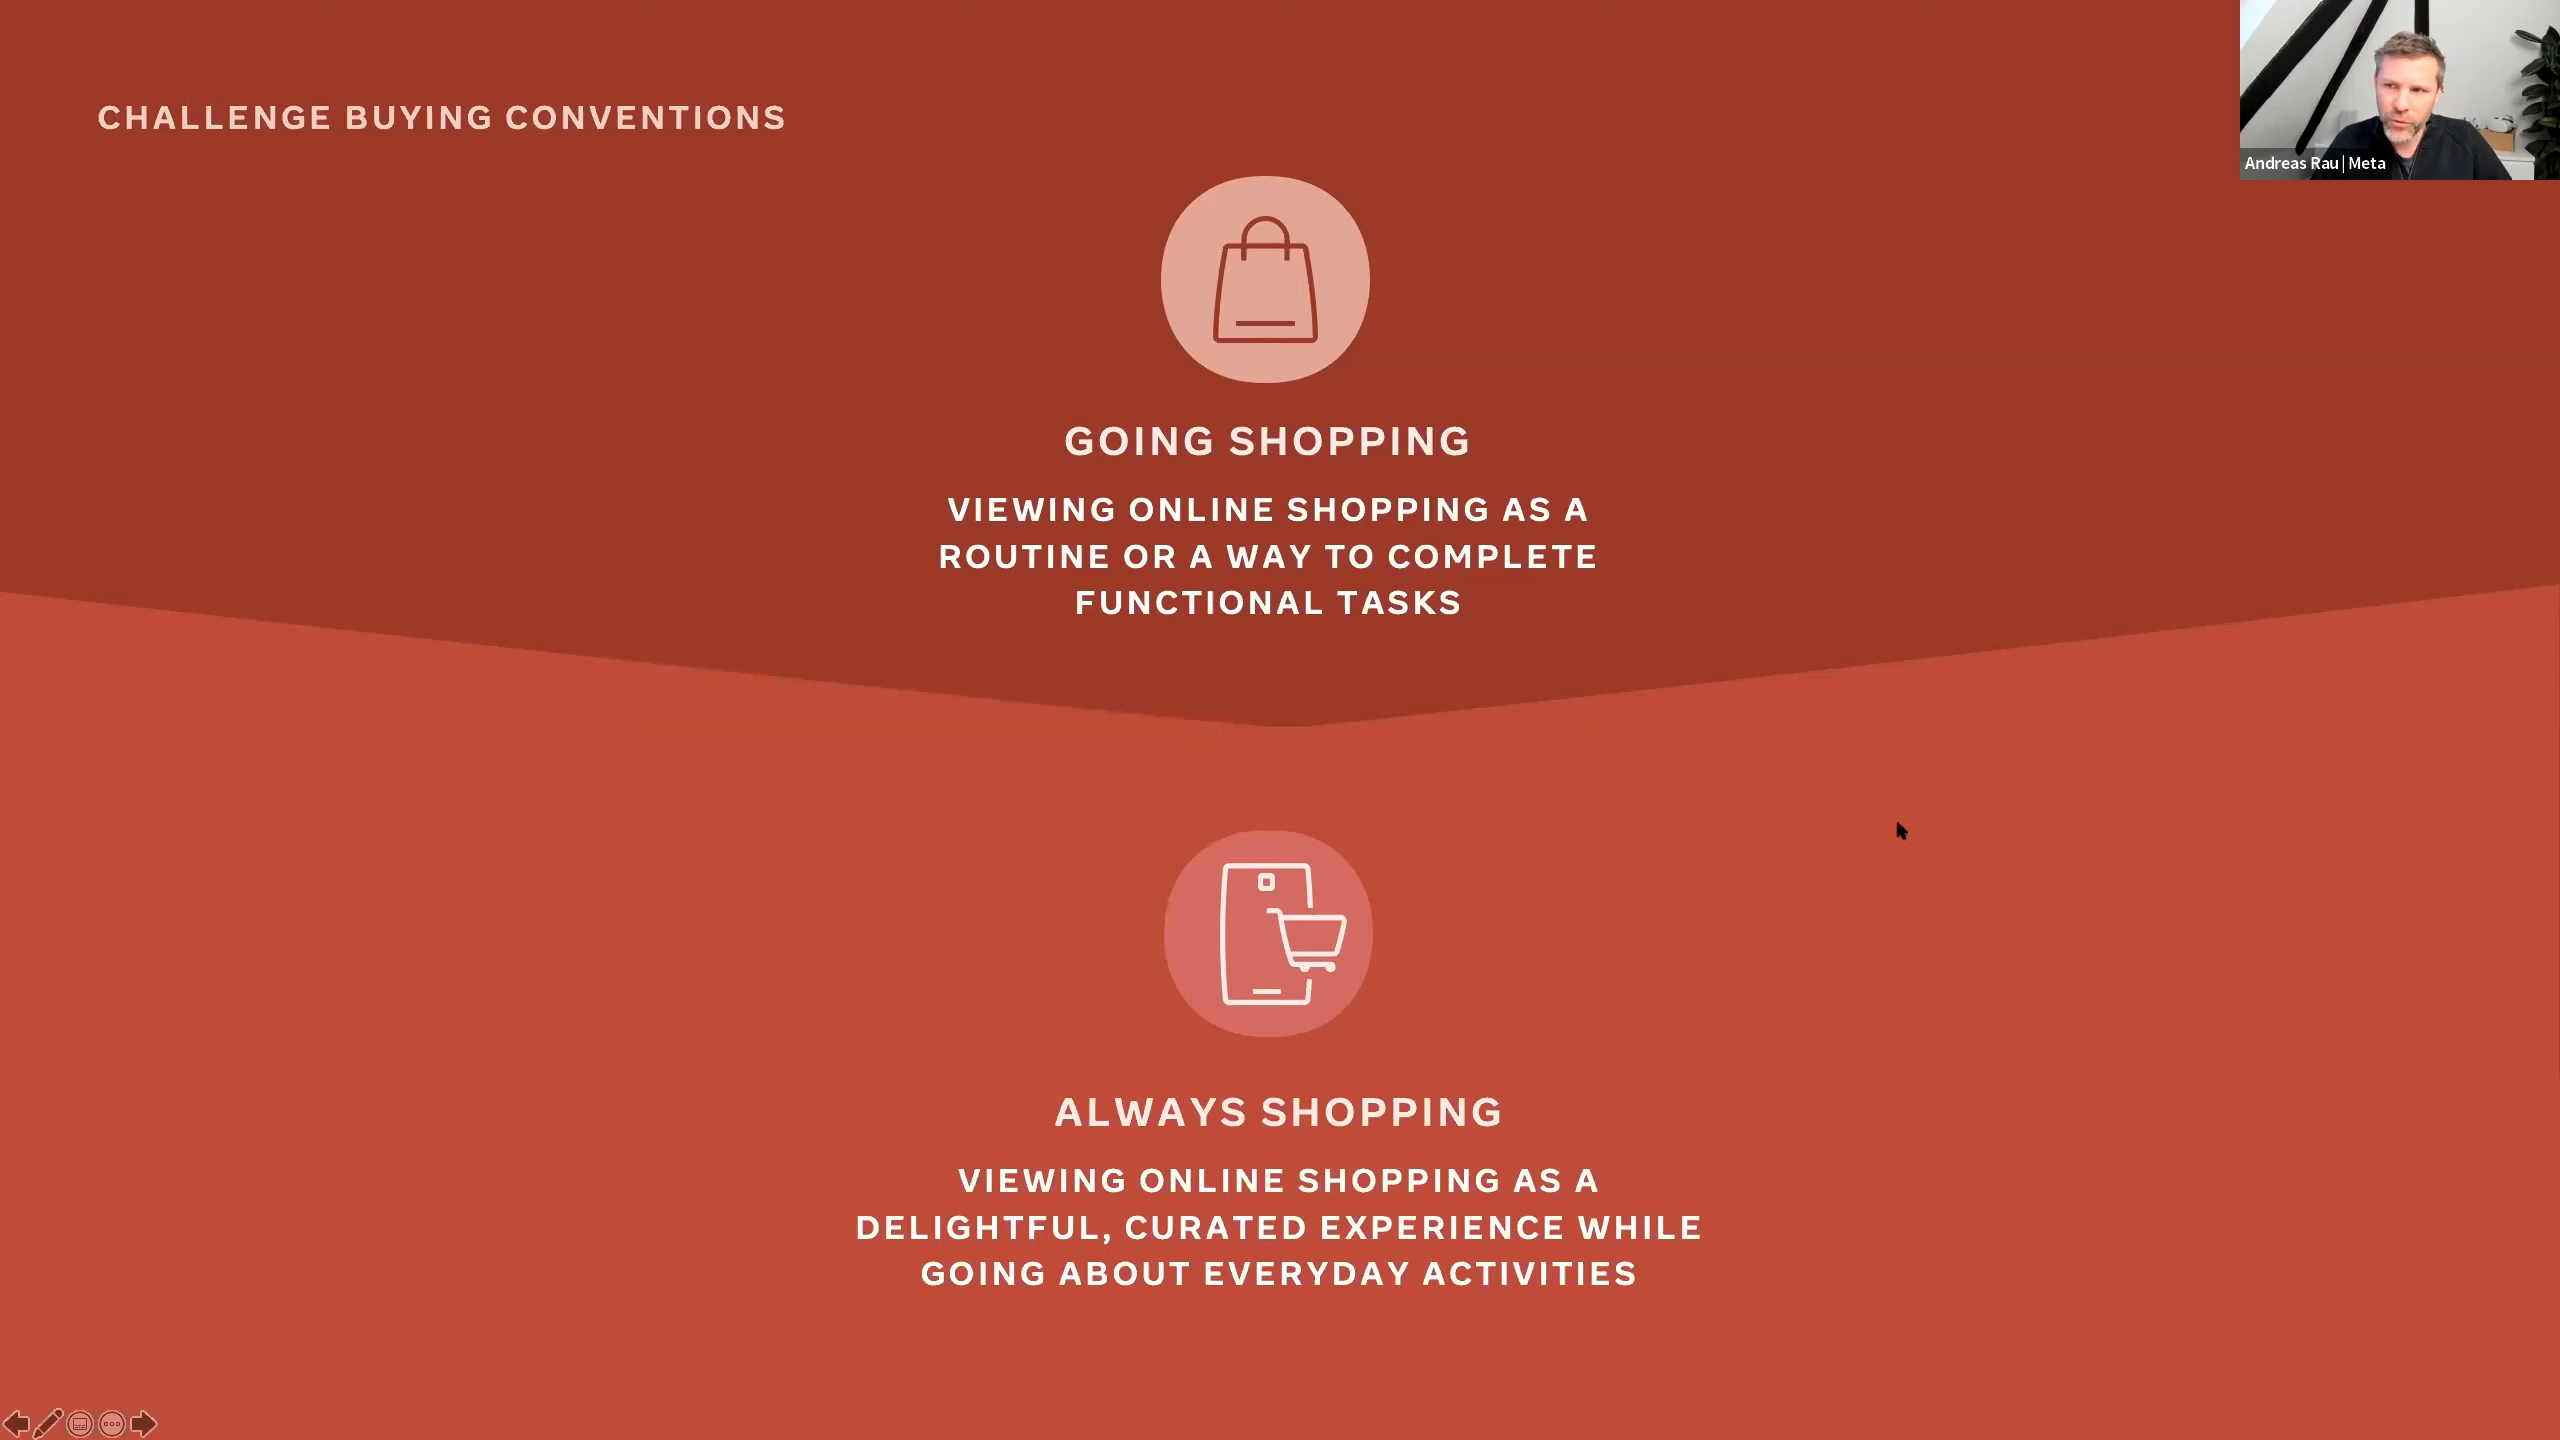 CHALLENGE BUYING CONVENTIONS
Andreas Rau | Meta
GOING SHOPPING
VIEWING ONLINE SHOPPING AS A
ROUTINE OR A WAY TO COMPLETE
FUNCTIONAL TASKS
ALWAYS SHOPPING
VIEWING ONLINE SHOPPING AS A
DELIGHTFUL, CURATED EXPERIENCE WHILE
GOING ABOUT EVERYDAY ACTIVITIES